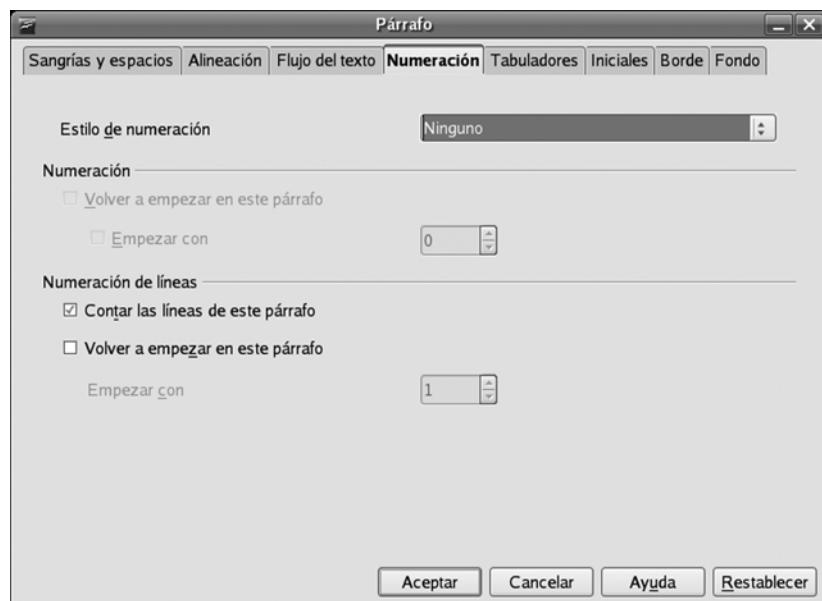 Párrafo
Sangrías y espacios Alineación Flujo del texto Numeración Tabuladores Iniciales Borde Fondo
Estilo de numeración Ninguno
Numeración
Volver a empezar en este párrafo
Empezar con 0
Numeración de líneas
Contar las líneas de este párrafo
Volver a empezar en este párrafo
Empezar con 1
Aceptar Cancelar Ayuda Restablecer